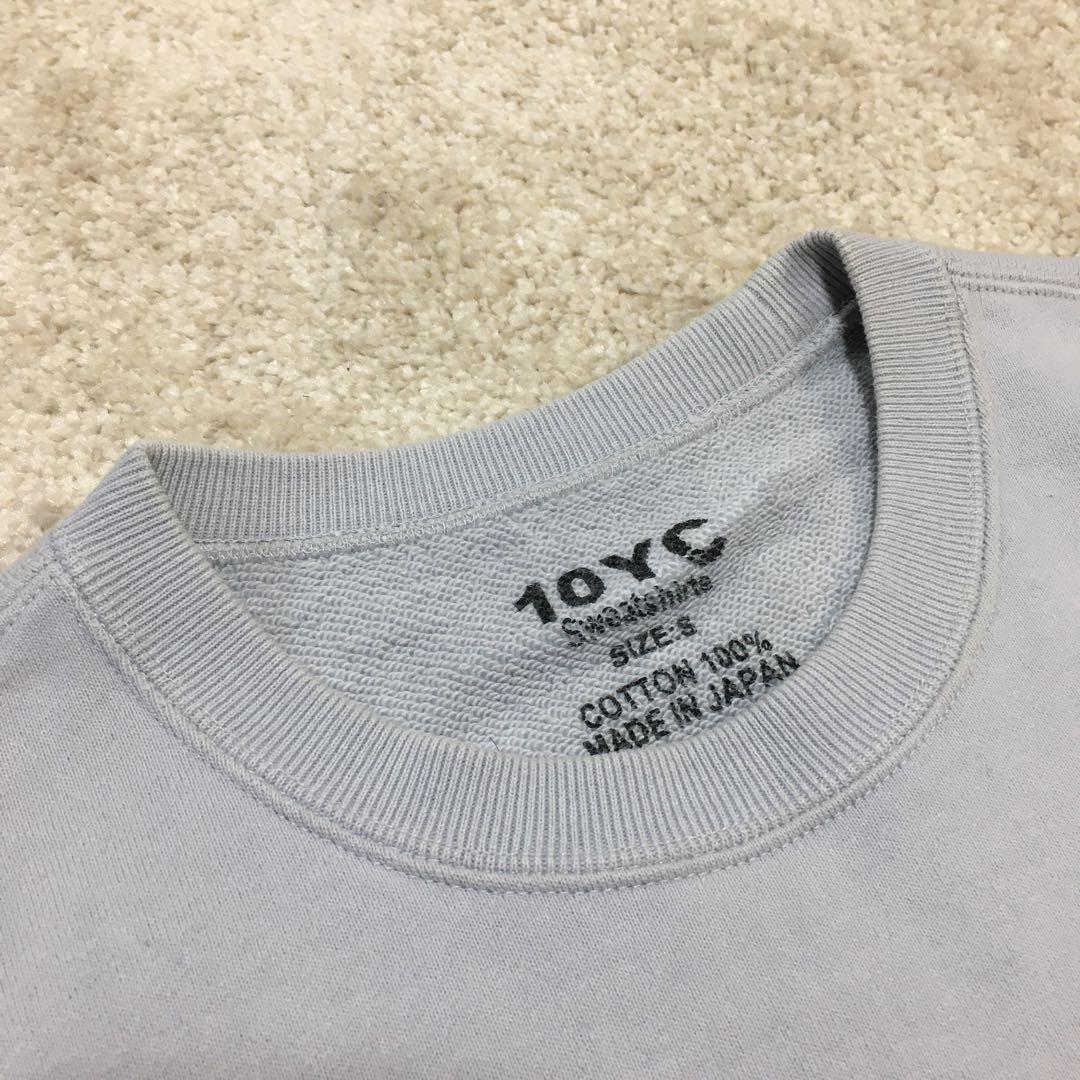 10YC
Sweatshirts
SIZE:S
COTTON 100%
MADE IN JAPAN